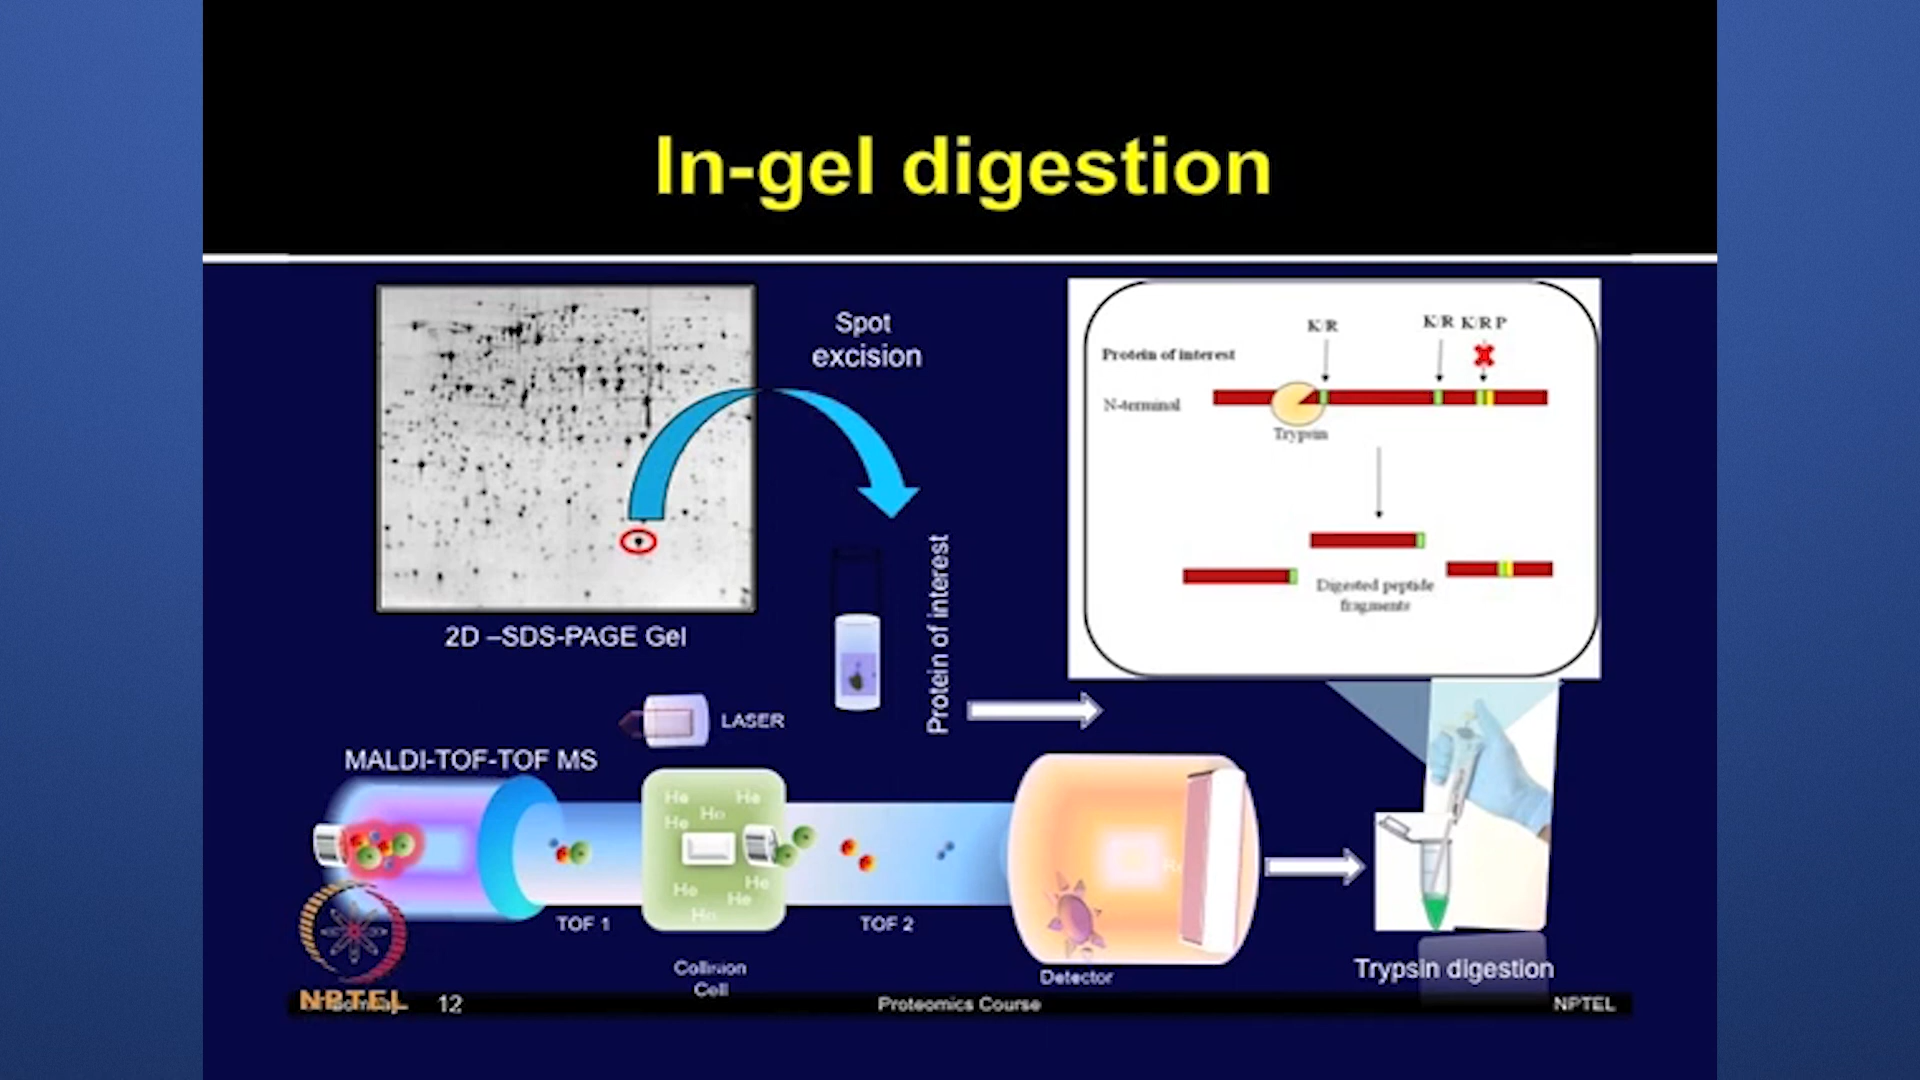 In-gel digestion
Spot
excision
K/R
K/R K/R P
Protein of interest
N-terminal
Trypsin
Digested peptide
fragments
2D –SDS-PAGE Gel
Protein of interest
LASER
MALDI-TOF-TOF MS
He
He
He
He
He
He
He
He
TOF 1
TOF 2
Collision
Cell
Detector
Trypsin digestion
NPTEL
12
Proteomics Course
NPTEL